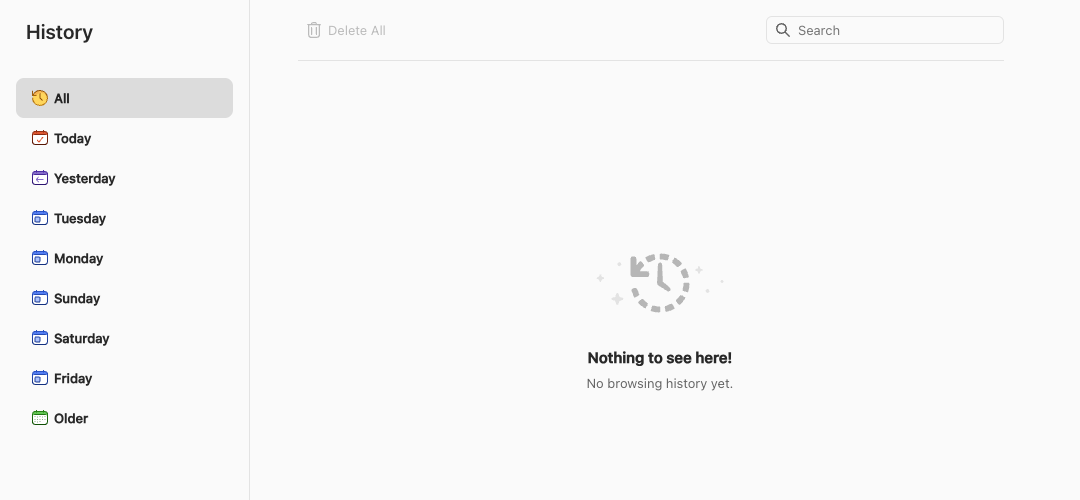 History
All
Today
Yesterday
Tuesday
Monday
Sunday
Saturday
Friday
Older
Delete All
Search
Nothing to see here!
No browsing history yet.